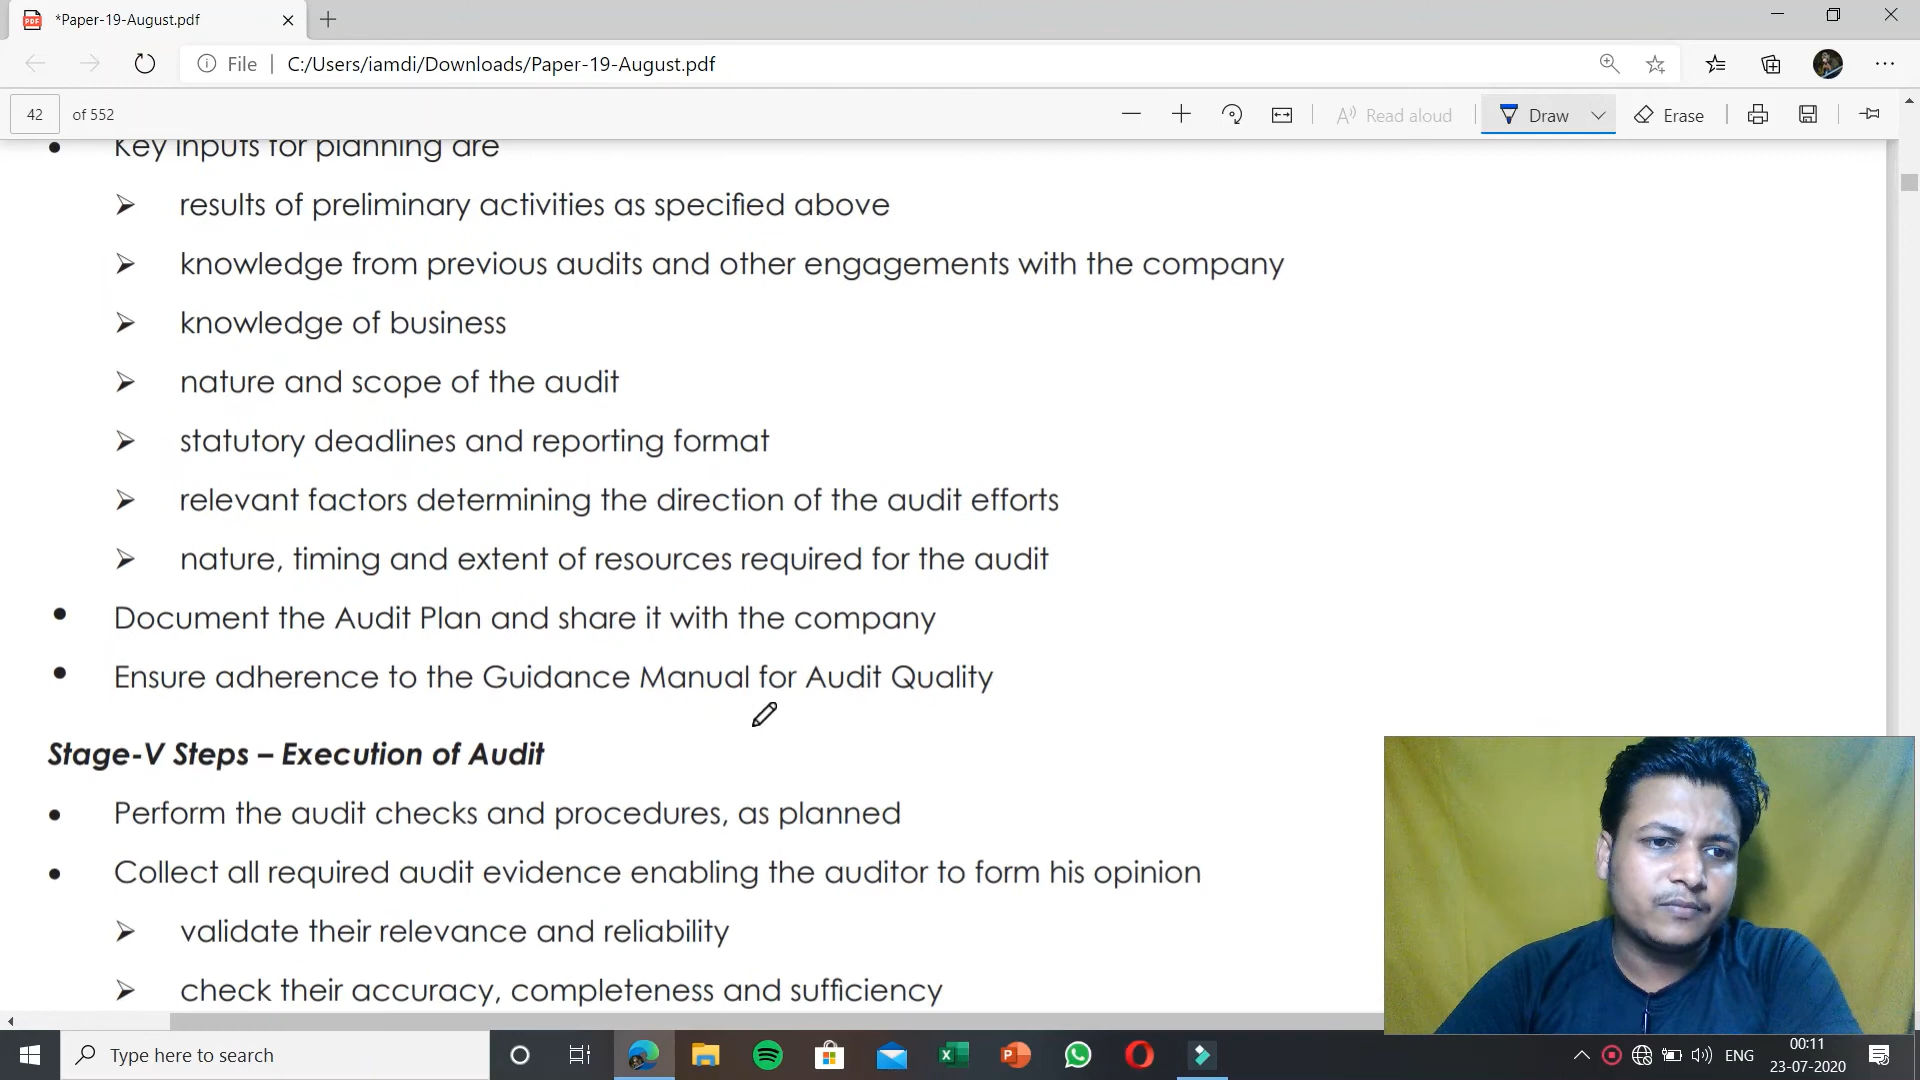 *Paper-19-August.pdf
File
C:/Users/iamdi/Downloads/Paper-19-August.pdf
42 of 552
Read aloud
Draw
Erase
• Key inputs for planning are
➢ results of preliminary activities as specified above
➢ knowledge from previous audits and other engagements with the company
➢ knowledge of business
➢ nature and scope of the audit
➢ statutory deadlines and reporting format
➢ relevant factors determining the direction of the audit efforts
➢ nature, timing and extent of resources required for the audit
• Document the Audit Plan and share it with the company
• Ensure adherence to the Guidance Manual for Audit Quality
Stage-V Steps – Execution of Audit
• Perform the audit checks and procedures, as planned
• Collect all required audit evidence enabling the auditor to form his opinion
➢ validate their relevance and reliability
➢ check their accuracy, completeness and sufficiency
Type here to search
ENG
00:11
23-07-2020